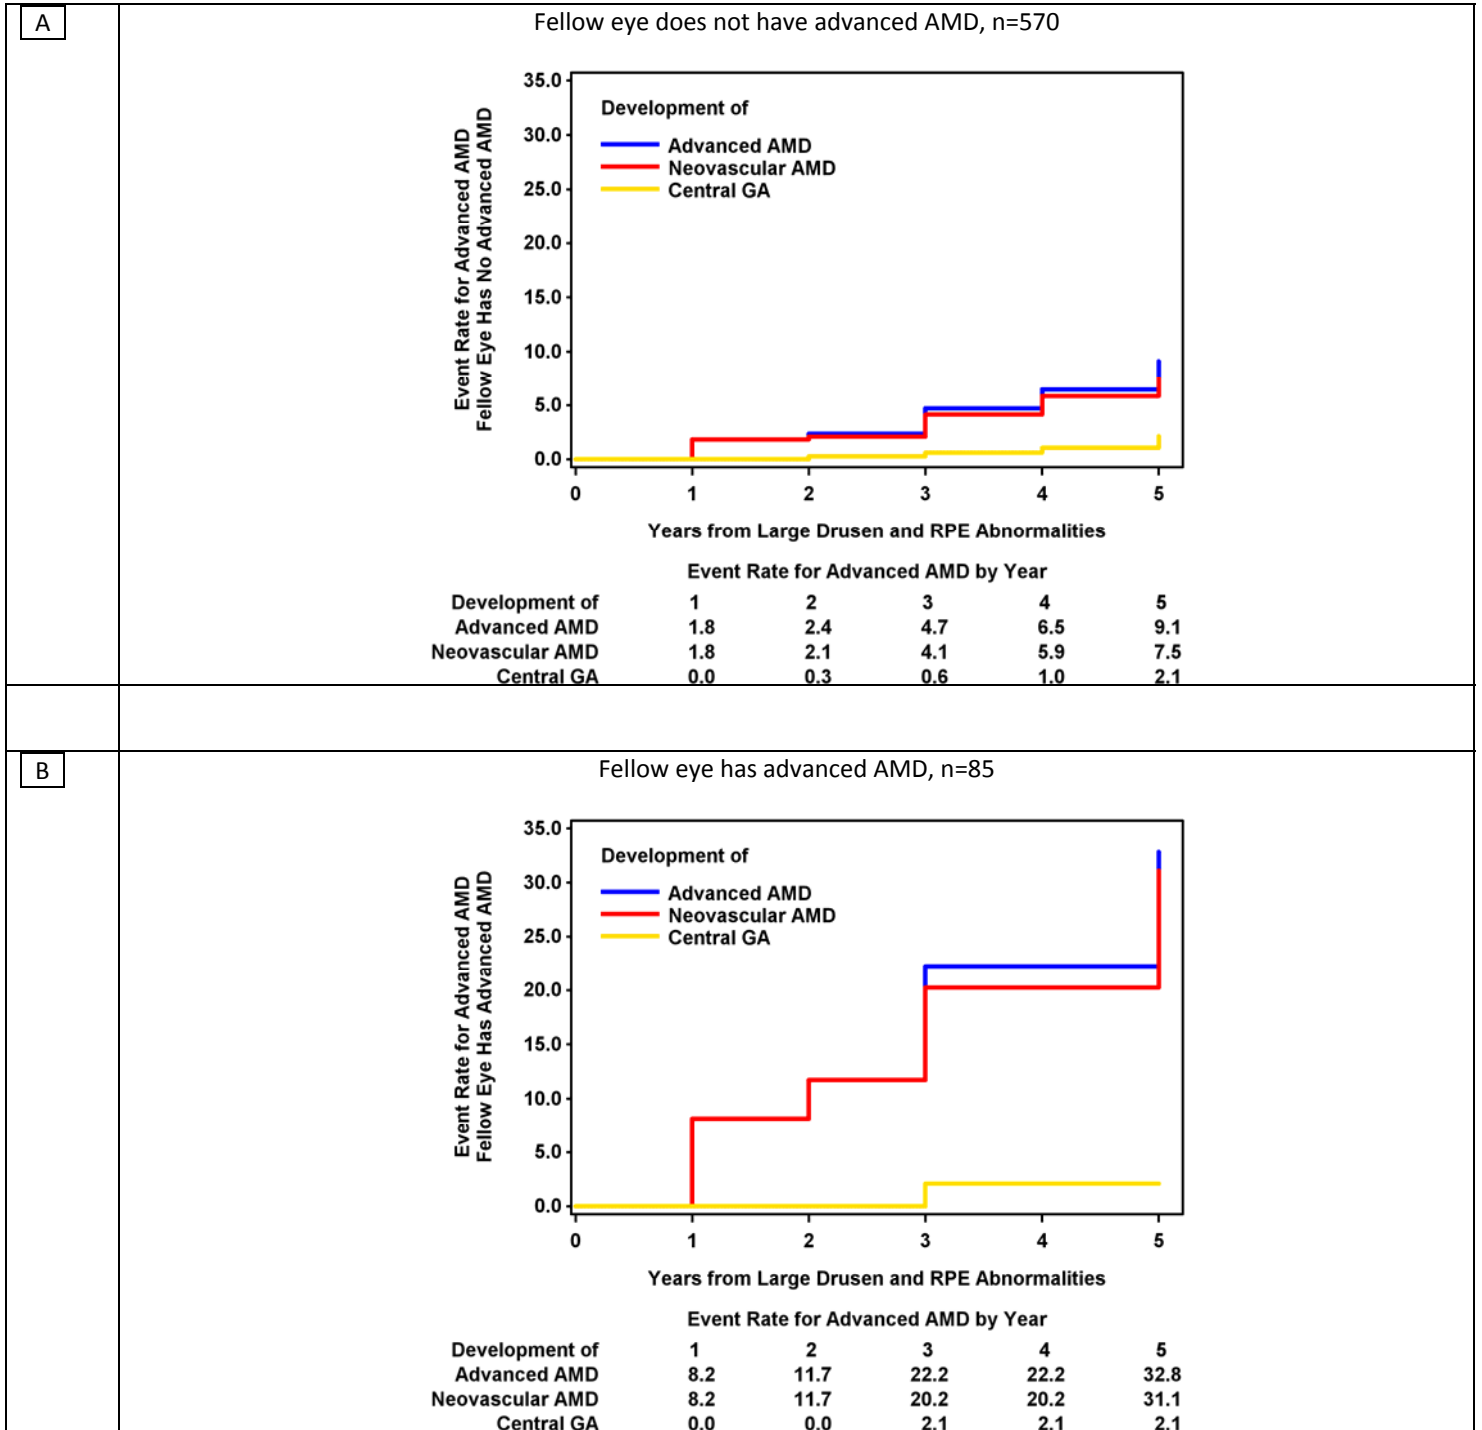 A
Fellow eye does not have advanced AMD, n=570
Event Rate for Advanced AMD
Fellow Eye Has No Advanced AMD
35.0
30.0
25.0
20.0
15.0
10.0
5.0
0.0
Development of
Advanced AMD
Neovascular AMD
Central GA
0 1 2 3 4 5
Years from Large Drusen and RPE Abnormalities
Event Rate for Advanced AMD by Year
Development of 1 2 3 4 5
Advanced AMD 1.8 2.4 4.7 6.5 9.1
Neovascular AMD 1.8 2.1 4.1 5.9 7.5
Central GA 0.0 0.3 0.6 1.0 2.1
B
Fellow eye has advanced AMD, n=85
Event Rate for Advanced AMD
Fellow Eye Has Advanced AMD
35.0
30.0
25.0
20.0
15.0
10.0
5.0
0.0
Development of
Advanced AMD
Neovascular AMD
Central GA
0 1 2 3 4 5
Years from Large Drusen and RPE Abnormalities
Event Rate for Advanced AMD by Year
Development of 1 2 3 4 5
Advanced AMD 8.2 11.7 22.2 22.2 32.8
Neovascular AMD 8.2 11.7 20.2 20.2 31.1
Central GA 0.0 0.0 2.1 2.1 2.1